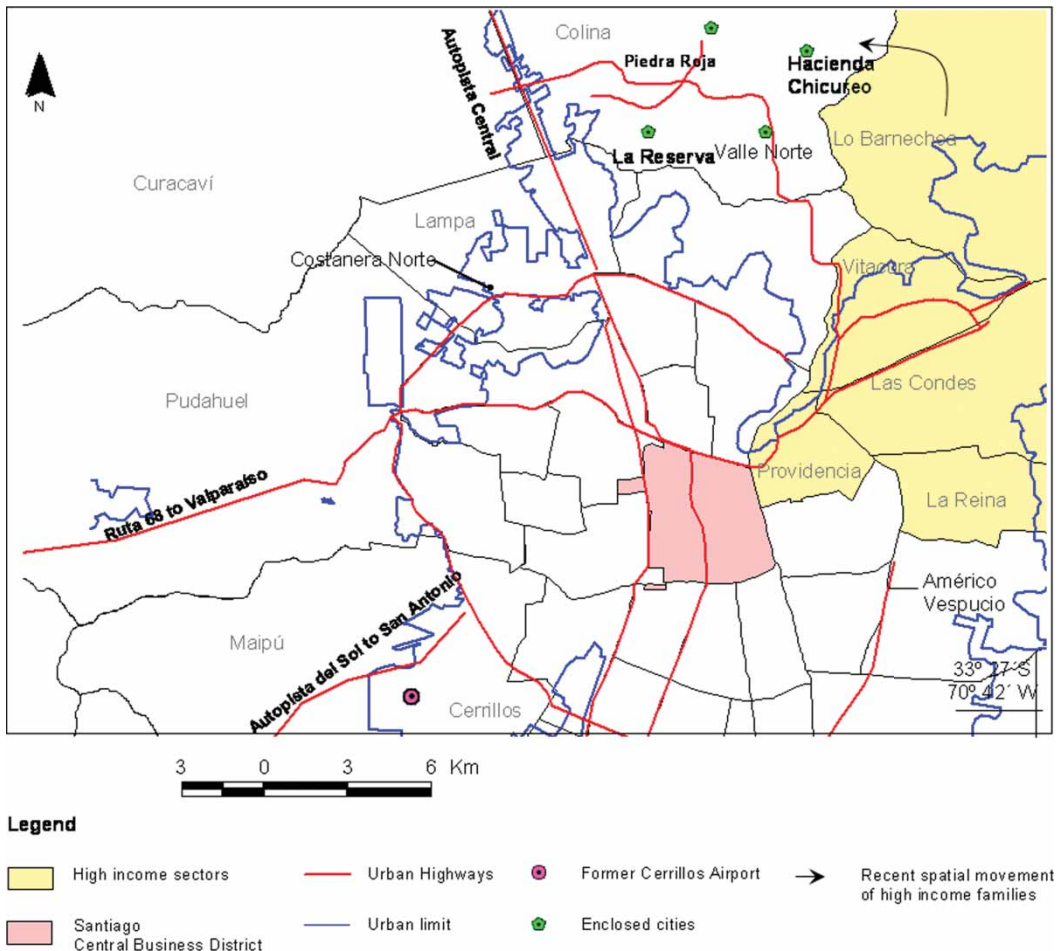 Colina
Autopista Central
Piedra Roja
Hacienda
Chicureo
N
Lo Barnechea
La Reserva
Valle Norte
Curacaví
Lampa
Costanera Norte
Vitacura
Las Condes
Pudahuel
Providencia
La Reina
Ruta 68 to Valparaíso
Américo
Vespucio
Maipú
Autopista del Sol to San Antonio
33º 27´S
70º 42´ W
Cerrillos
3 0 3 6 Km
Legend
High income sectors
Urban Highways
Former Cerrillos Airport
Recent spatial movement
of high income families
Santiago
Central Business District
Urban limit
Enclosed cities